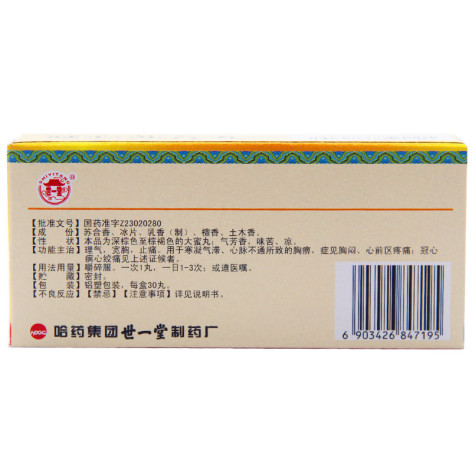 SHIYITANG
【批准文号】国药准字Z23020280
【成    份】苏合香、冰片、乳香（制）、檀香、土木香。
【性    状】本品为深棕色至棕褐色的大蜜丸；气芳香，味苦、凉。
【功能主治】理气，宽胸，止痛。用于寒凝气滞、心脉不通所致的胸痹，症见胸闷、心前区疼痛；冠心
病心绞痛见上述证候者。
【用法用量】嚼碎服。一次1丸，一日1-3次；或遵医嘱。
【贮    藏】密封。
【包    装】铝塑包装，每盒30丸。
【不良反应】【禁忌】【注意事项】详见说明书。
6 903426 847195
HPGC 哈药集团世一堂制药厂